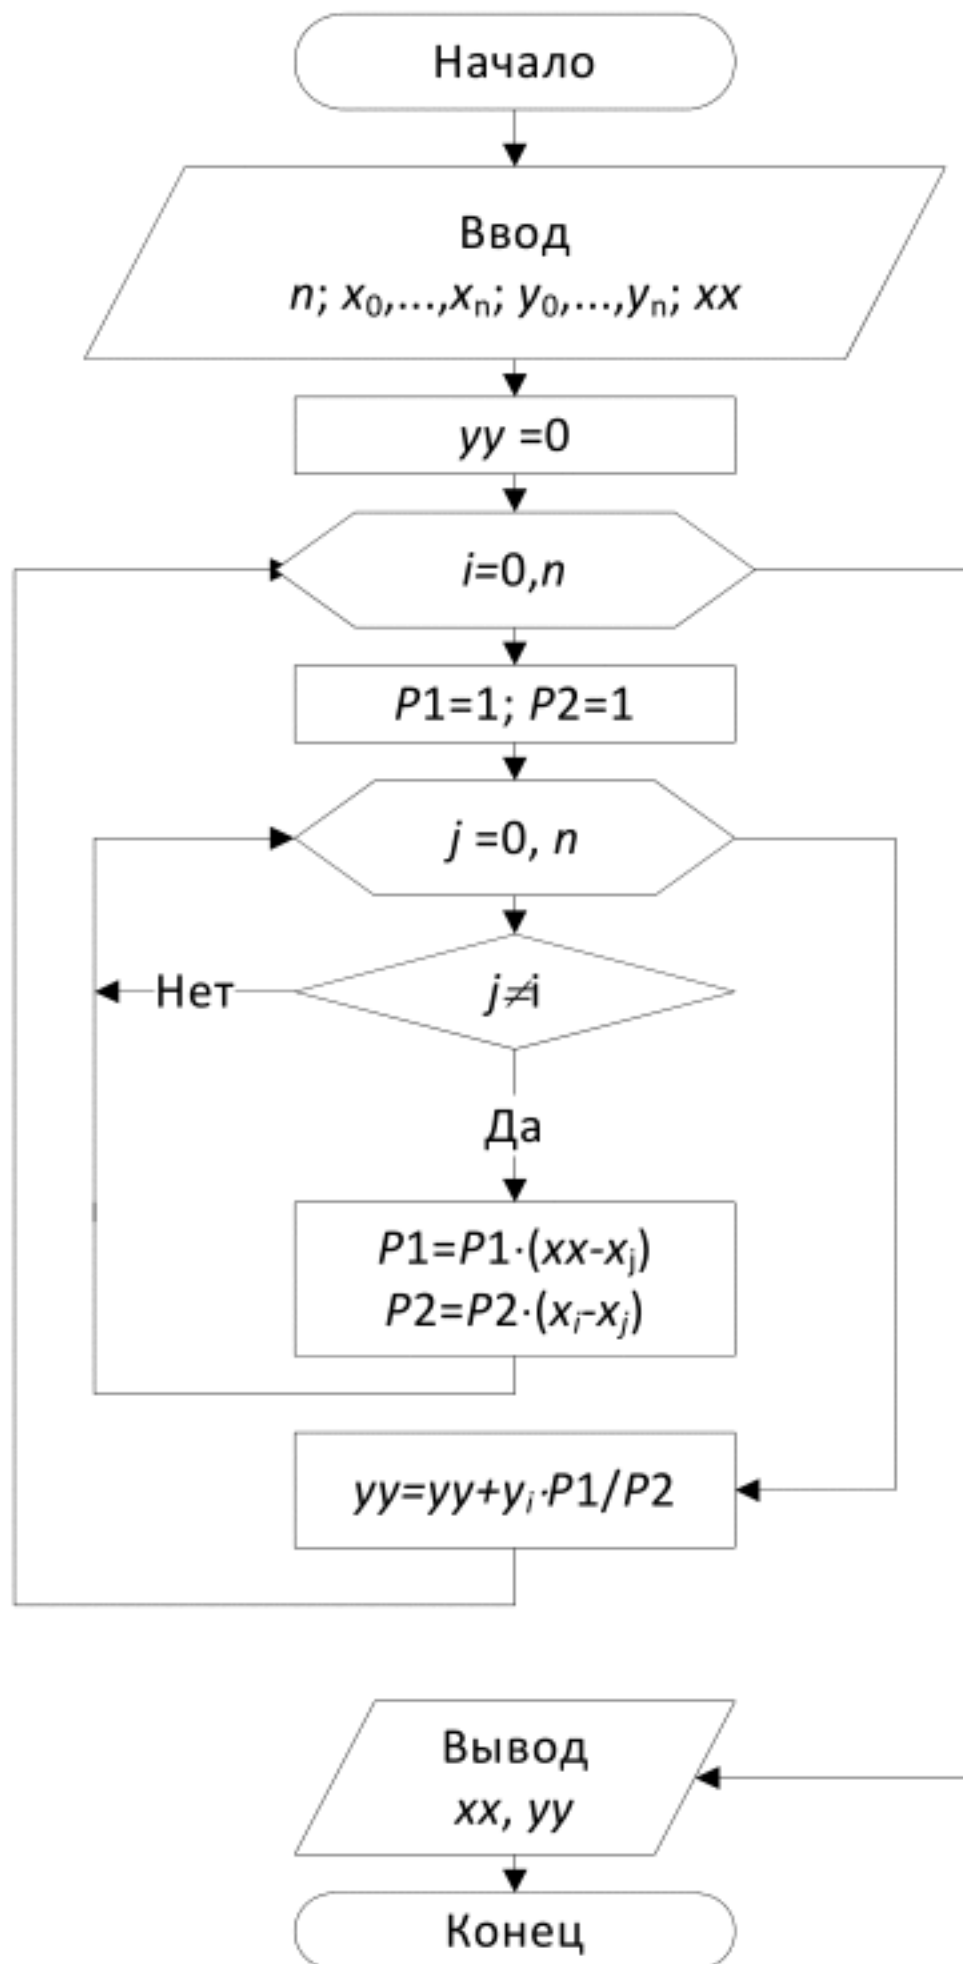 Начало
Ввод
n; x₀,...,xₙ; y₀,...,yₙ; xx
yy =0
i=0,n
P1=1; P2=1
j =0, n
j≠i
Нет
Да
P1=P1·(xx-xⱼ)
P2=P2·(xᵢ-xⱼ)
yy=yy+yᵢ·P1/P2
Вывод
xx, yy
Конец